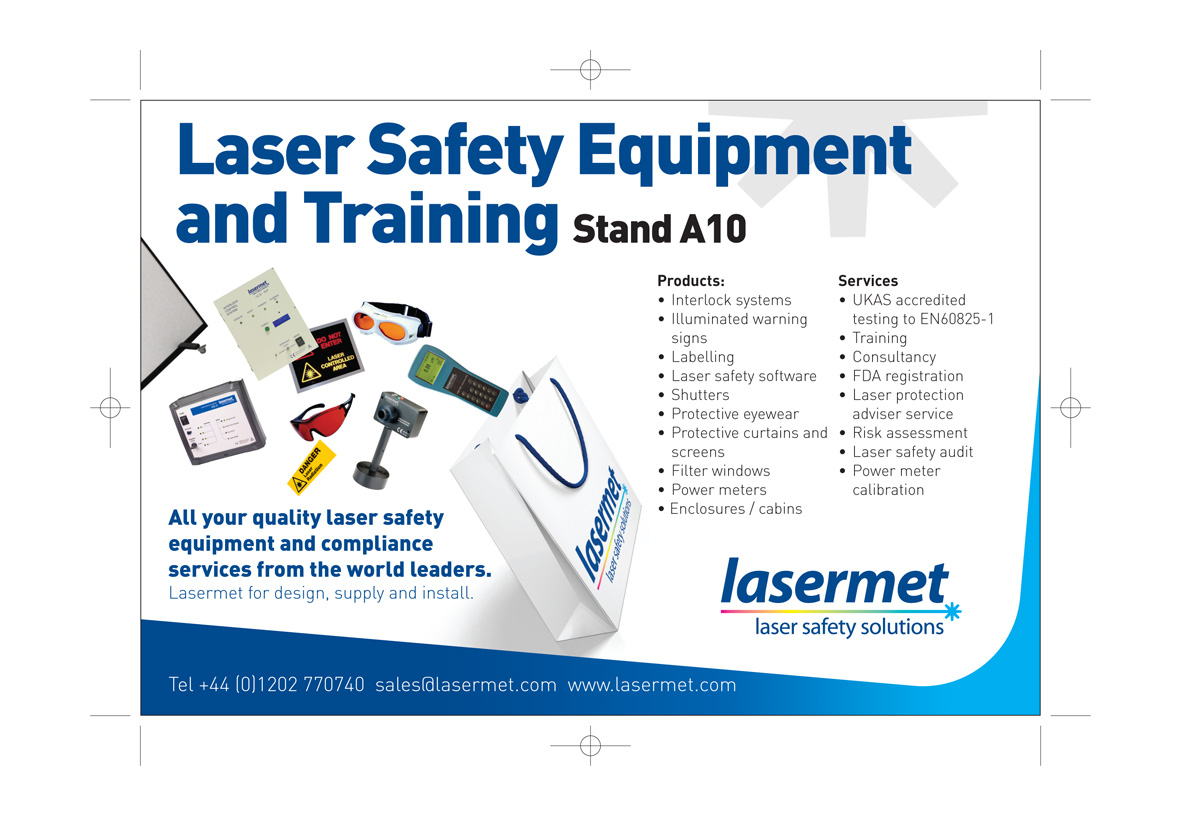 Laser Safety Equipment
and Training Stand A10
Products:
• Interlock systems
• Illuminated warning
signs
• Labelling
• Laser safety software
• Shutters
• Protective eyewear
• Protective curtains and
screens
• Filter windows
• Power meters
• Enclosures / cabins
Services
• UKAS accredited
testing to EN60825-1
• Training
• Consultancy
• FDA registration
• Laser protection
adviser service
• Risk assessment
• Laser safety audit
• Power meter
calibration
lasermet
DO NOT
ENTER
LASER
CONTROLLED
AREA
DANGER
Laser
Radiation
lasermet
laser safety solutions
All your quality laser safety
equipment and compliance
services from the world leaders.
Lasermet for design, supply and install.
lasermet
laser safety solutions
Tel +44 (0)1202 770740 sales@lasermet.com www.lasermet.com